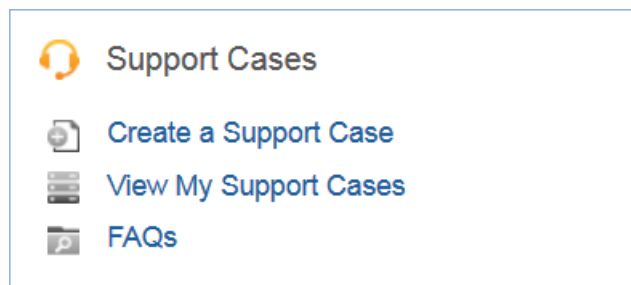 Support Cases
Create a Support Case
View My Support Cases
FAQs